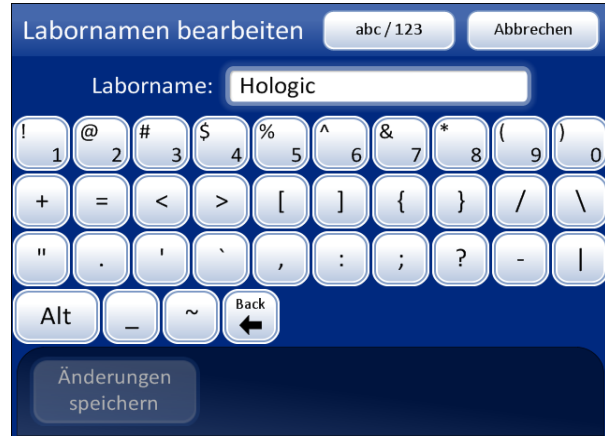 Labornamen bearbeiten abc / 123 Abbrechen
Laborname: Hologic
! 1 @ 2 # 3 $ 4 % 5 ^ 6 & 7 * 8 ( 9 ) 0
+ = < > [ ] { } / \
" . ' ` , : ; ? - |
Alt _ ~ Back
Änderungen
speichern